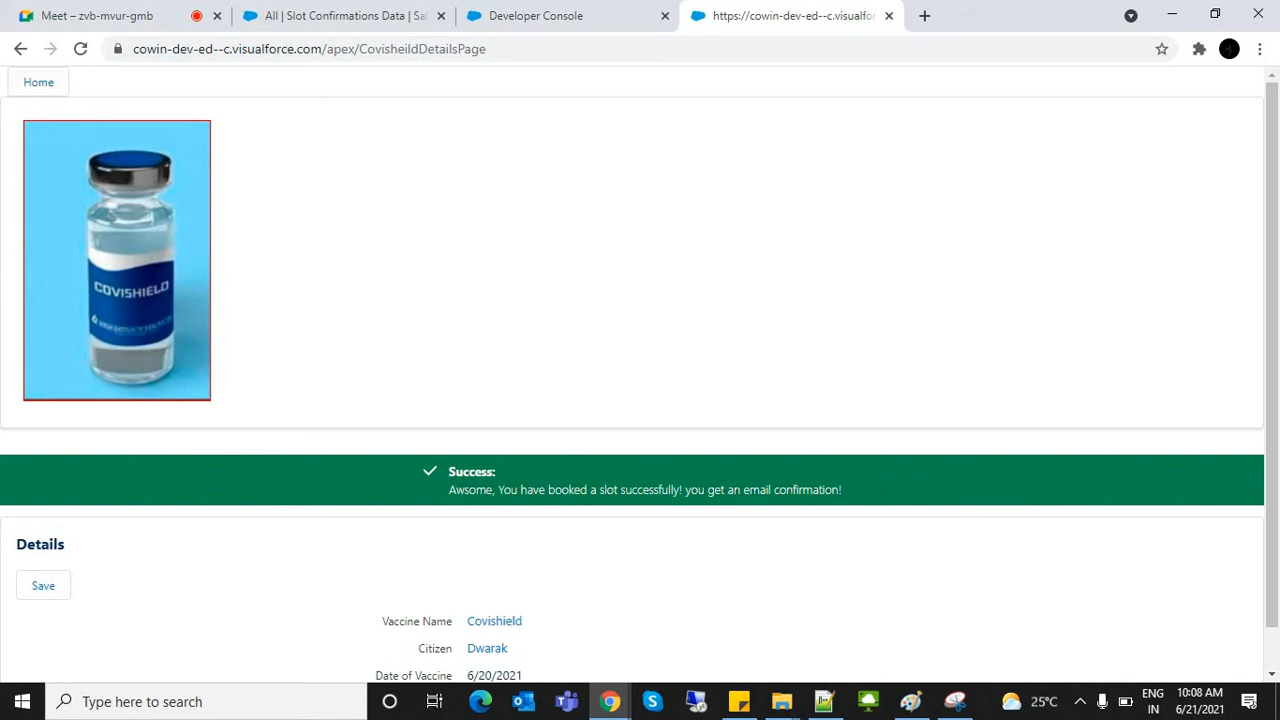 Meet – zvb-mvur-gmb
All | Slot Confirmations Data | Sal
Developer Console
https://cowin-dev-ed--c.visualfor
cowin-dev-ed--c.visualforce.com/apex/CovisheildDetailsPage
Home
COVISHIELD
Success:
Awsome, You have booked a slot successfully! you get an email confirmation!
Details
Save
Vaccine Name Covishield
Citizen Dwarak
Date of Vaccine 6/20/2021
Type here to search
25°C
ENG
IN
10:08 AM
6/21/2021